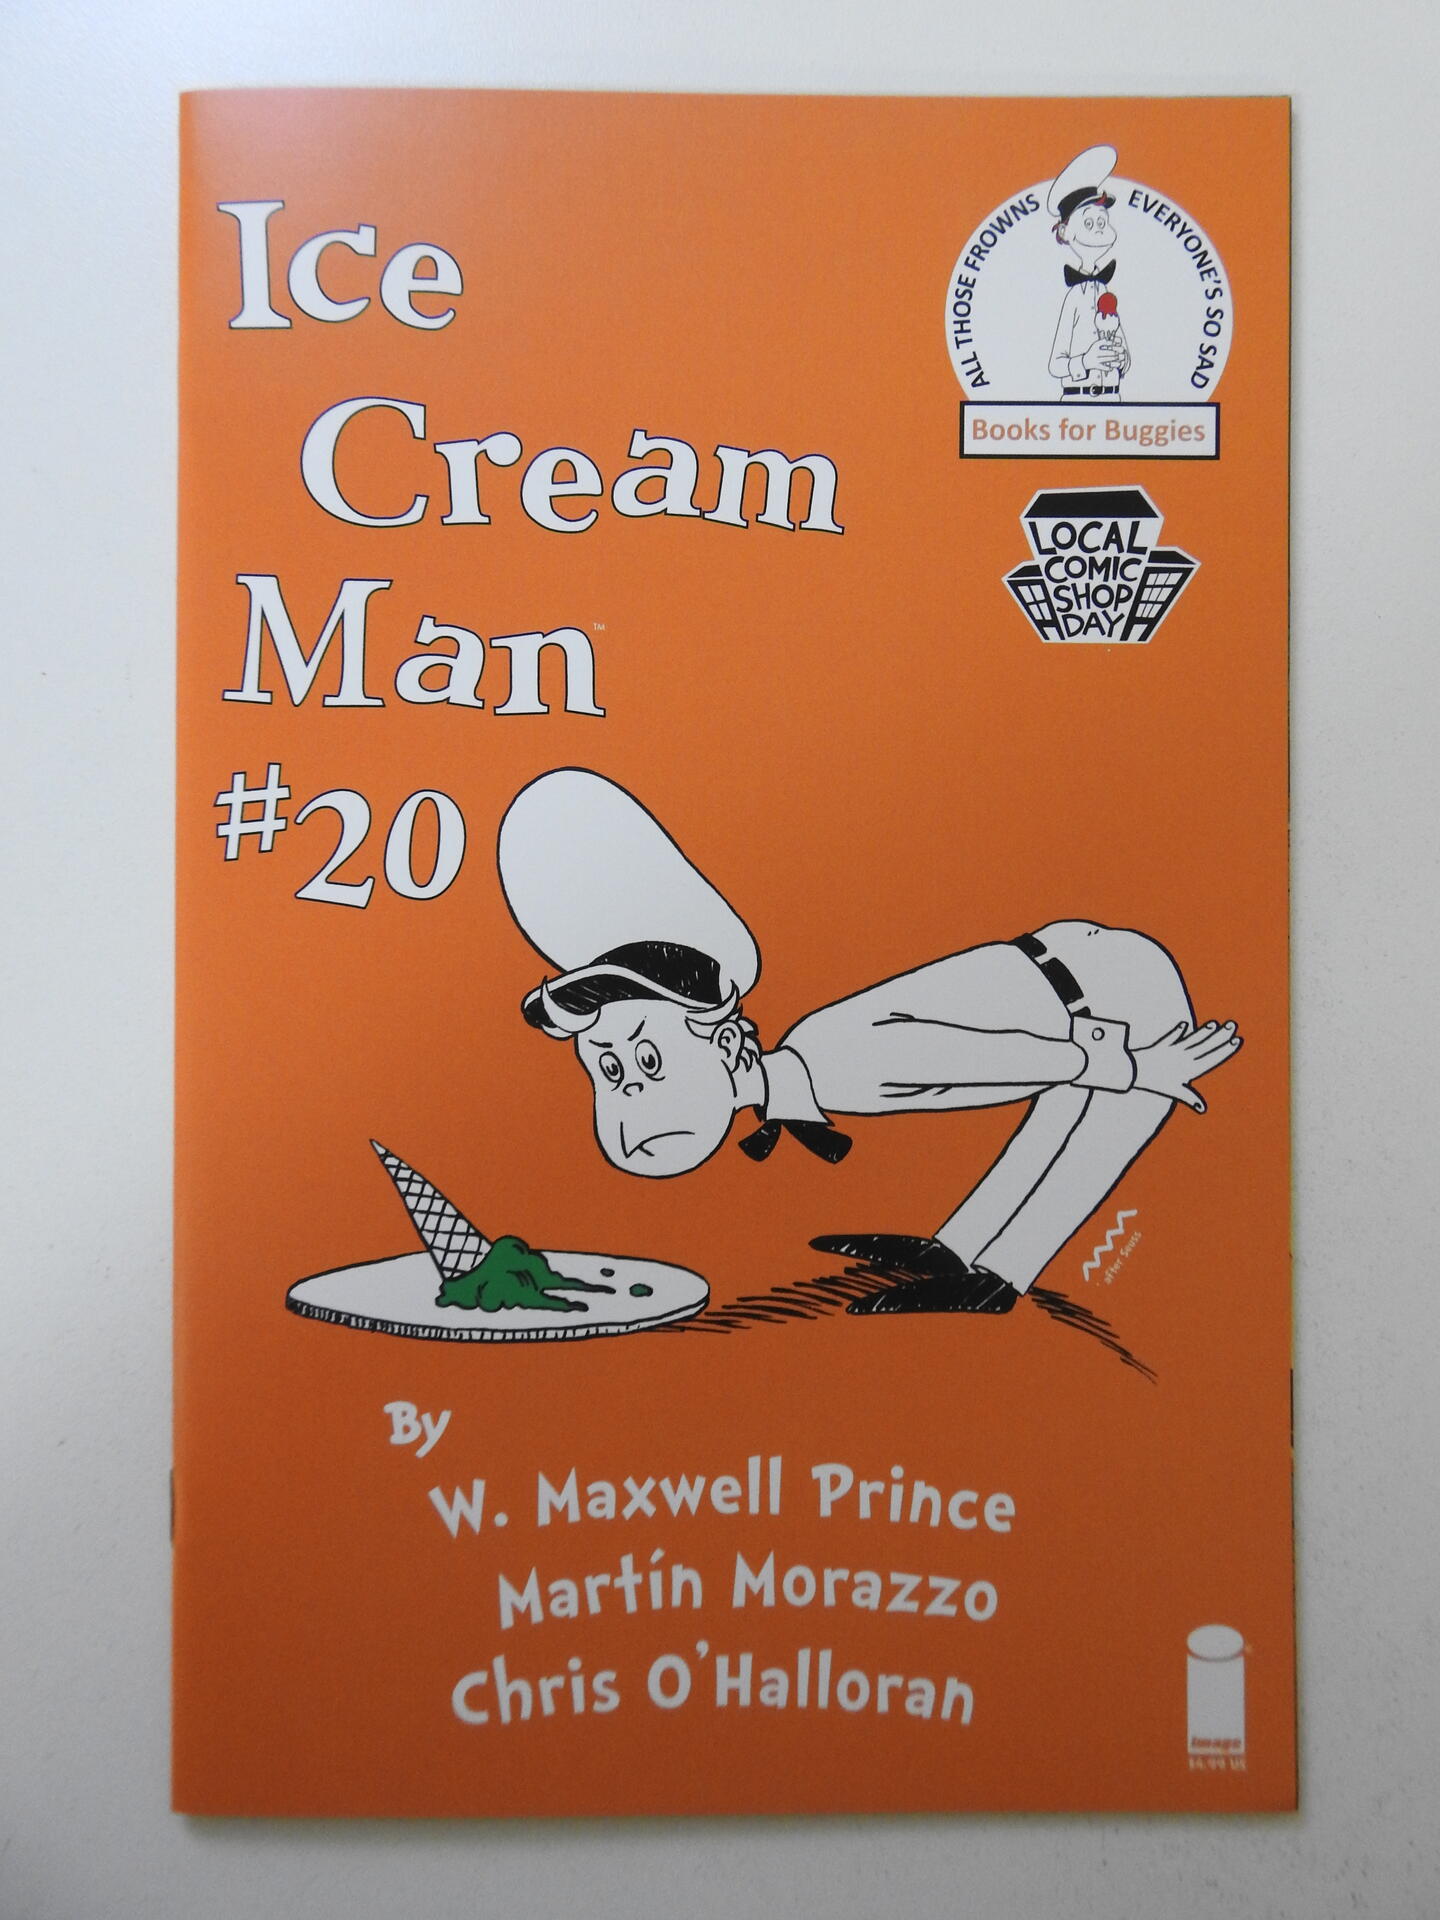 Ice
Cream
Man™
#20
ALL THOSE FROWNS
EVERYONE'S SO SAD
Books for Buggies
LOCAL
COMIC
SHOP
DAY
after Seuss
By
W. Maxwell Prince
Martín Morazzo
Chris O'Halloran
image
$4.99 US